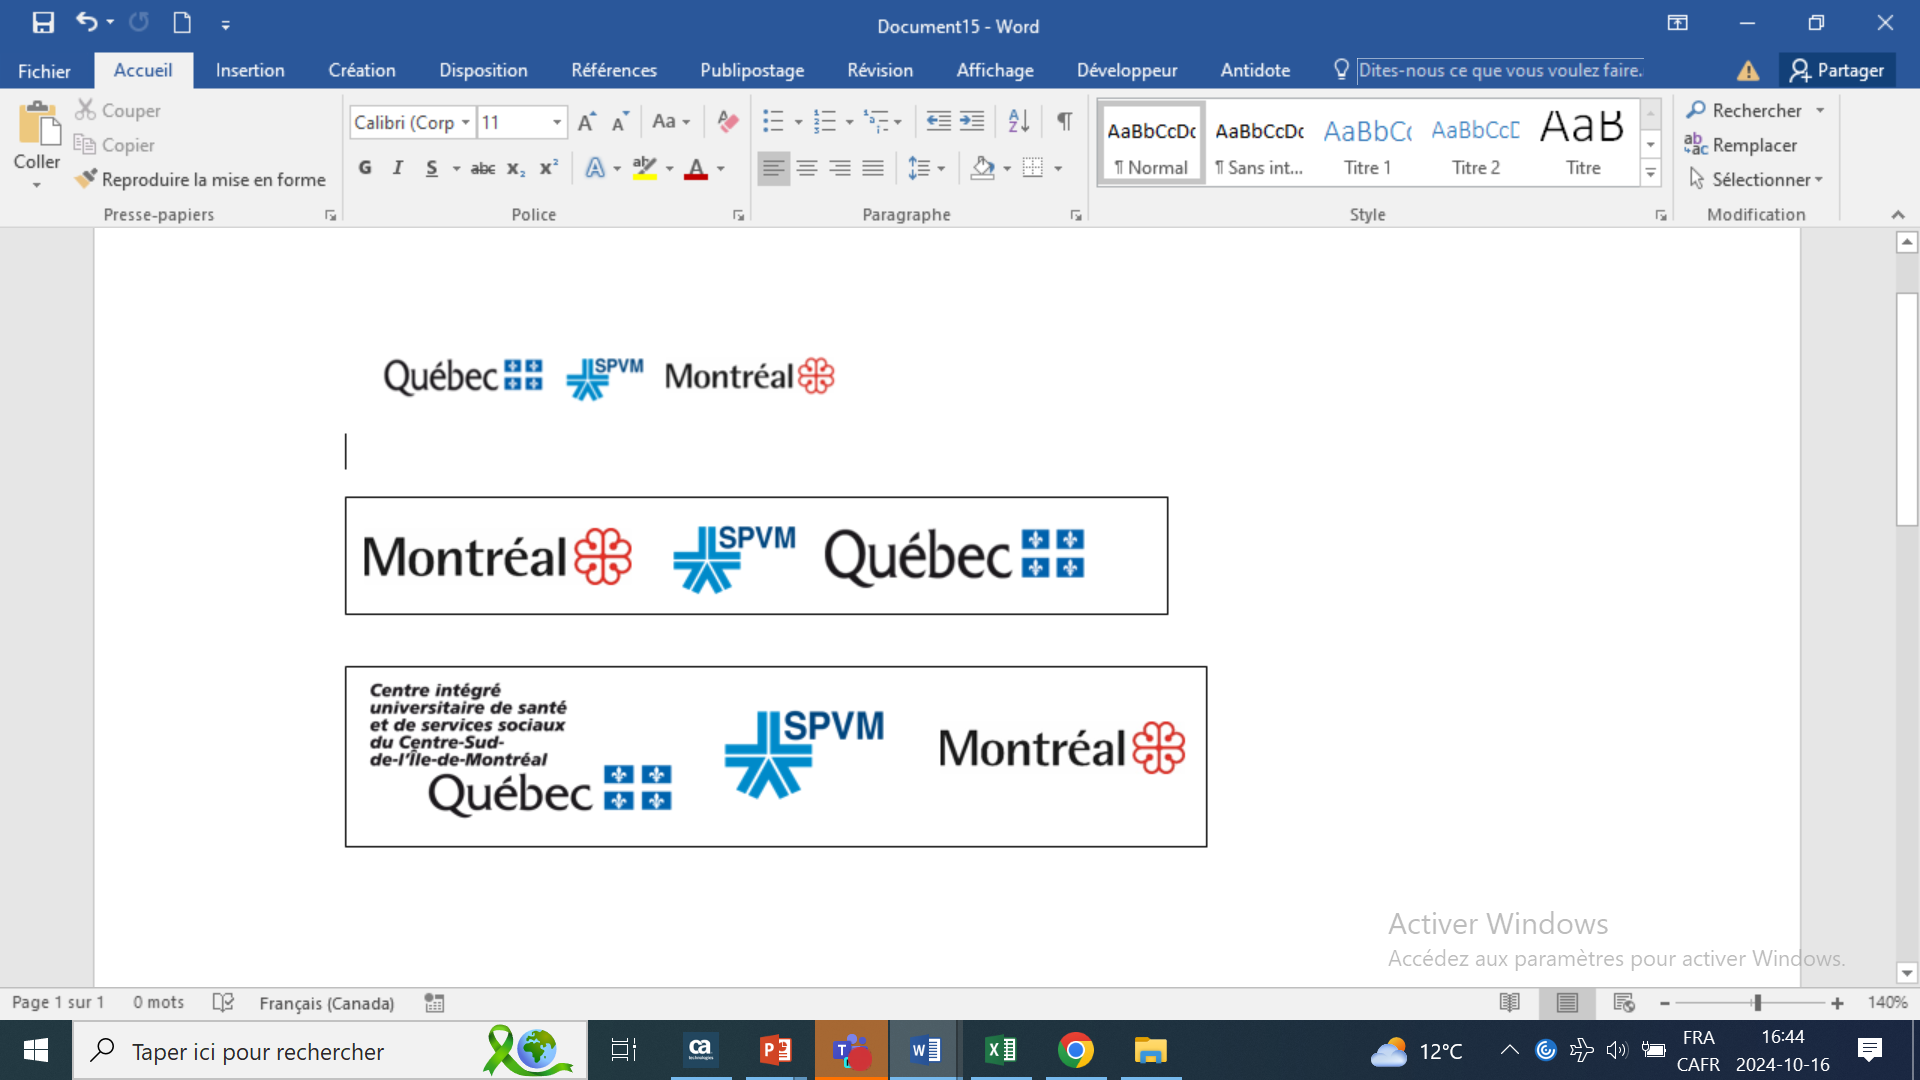 Document15 - Word
Fichier Accueil Insertion Création Disposition Références Publipostage Révision Affichage Développeur Antidote Dites-nous ce que vous voulez faire. Partager
Coller
Couper
Copier
Reproduire la mise en forme
Presse-papiers
Calibri (Corp 11
Aa
G I S abc x₂ x²
A ab A
Police
A Z
Paragraphe
AaBbCcDc AaBbCcDc AaBbC( AaBbCcD AaB
¶ Normal ¶ Sans int... Titre 1 Titre 2 Titre
Style
Rechercher
Remplacer
Sélectionner
Modification
Québec SPVM Montréal
Montréal SPVM Québec
Centre intégré
universitaire de santé
et de services sociaux
du Centre-Sud-
de-l'Île-de-Montréal
Québec SPVM Montréal
Activer Windows
Accédez aux paramètres pour activer Windows.
Page 1 sur 1 0 mots Français (Canada) 140%
Taper ici pour rechercher
ca
technologies
12°C
FRA
CAFR
16:44
2024-10-16